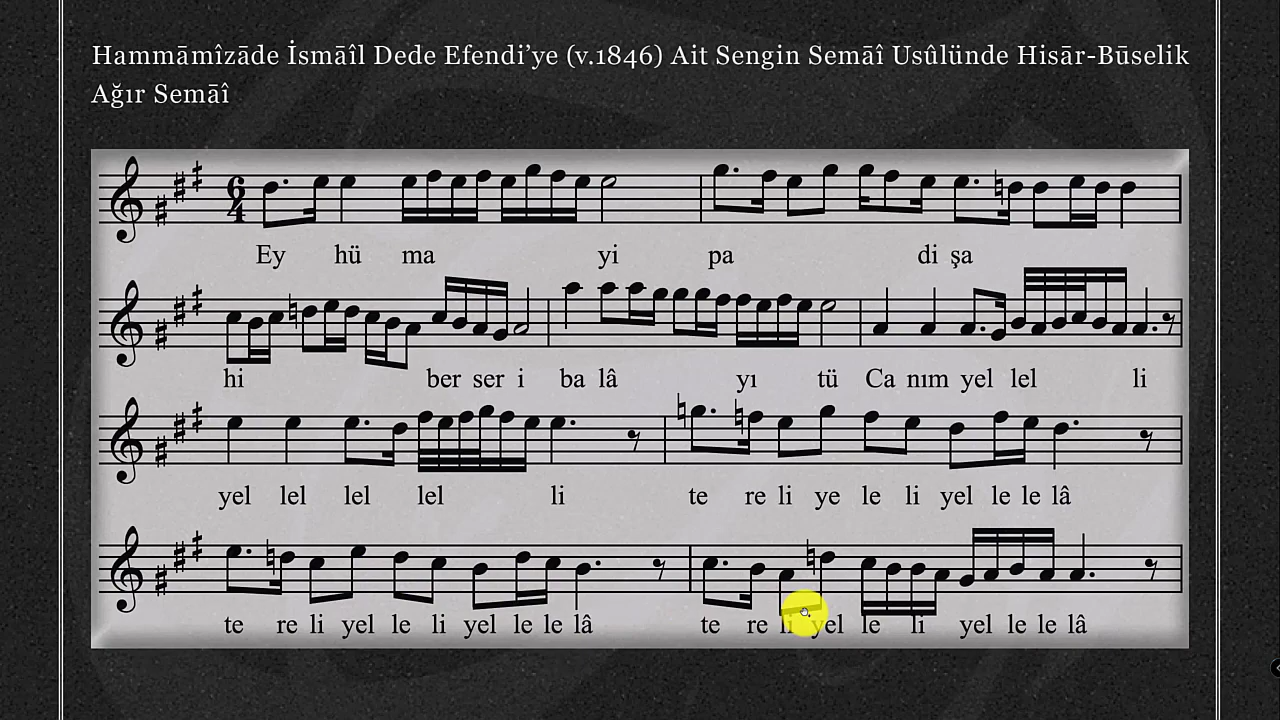 Hammāmîzāde İsmāîl Dede Efendi’ye (v.1846) Ait Sengin Semāî Usûlünde Hisār-Būselik
Ağır Semāî
6
4
Ey hü ma yi pa di şa
hi ber ser i ba lâ yı tü Ca nım yel lel li
yel lel lel lel li te re li ye le li yel le le lâ
te re li yel le li yel le le lâ te re li yel le li yel le le lâ